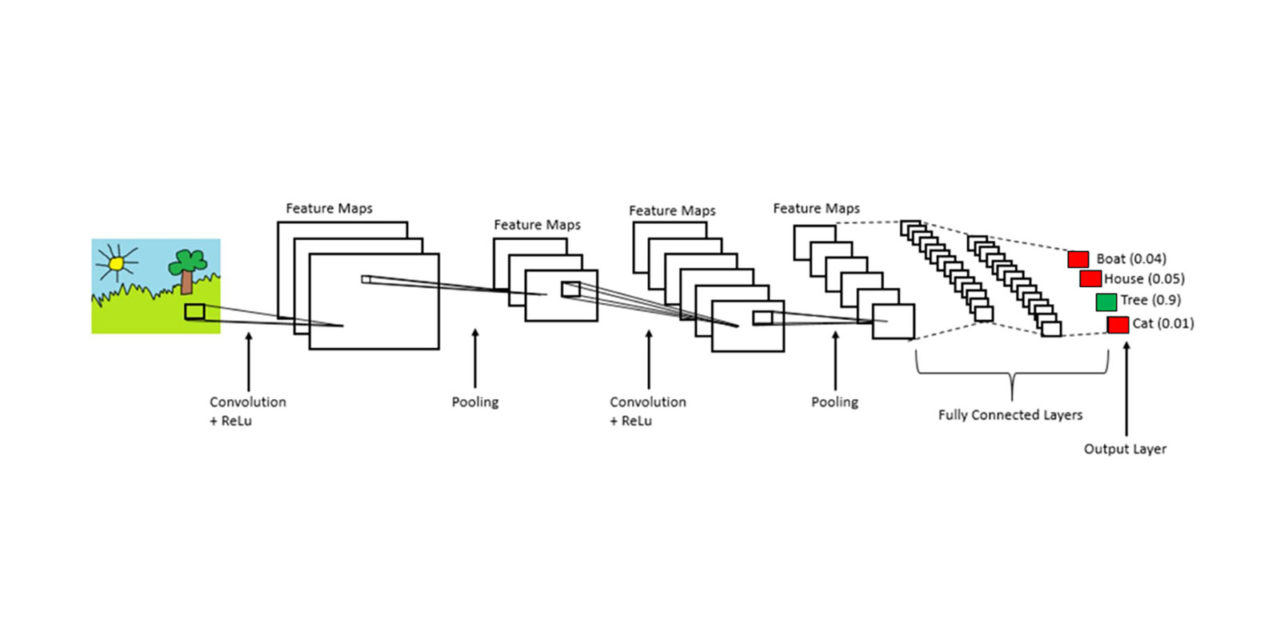 Feature Maps
Feature Maps
Feature Maps
Feature Maps
Boat (0.04)
House (0.05)
Tree (0.9)
Cat (0.01)
Convolution
+ ReLu
Pooling
Convolution
+ ReLu
Pooling
Fully Connected Layers
Output Layer